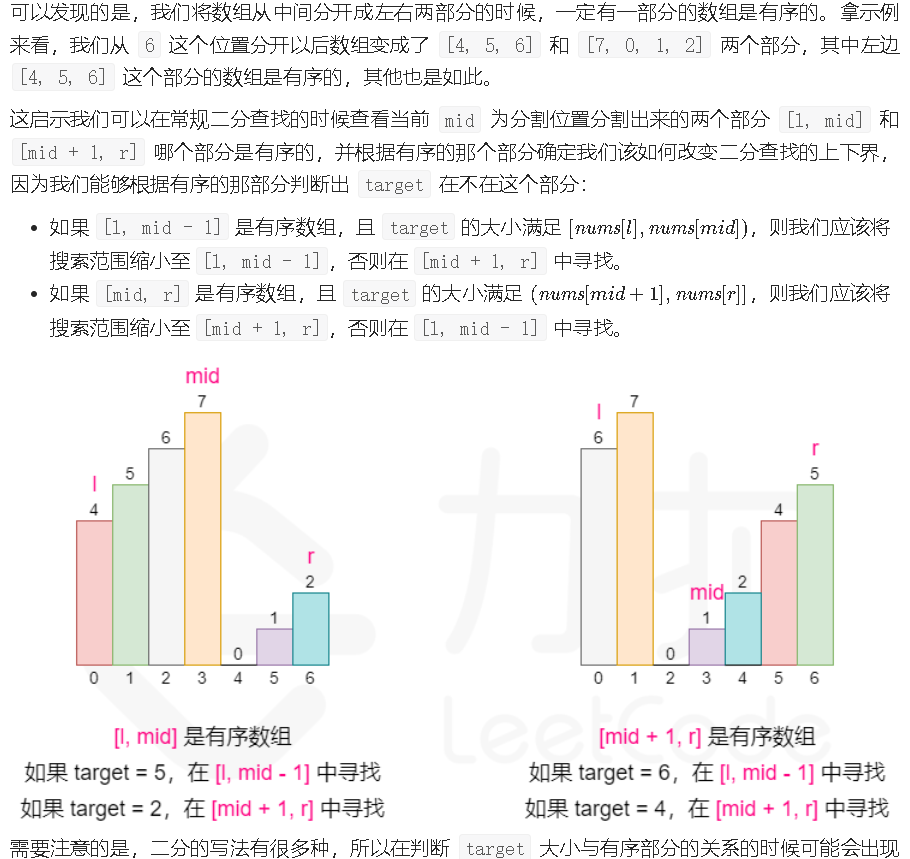 可以发现的是，我们将数组从中间分开成左右两部分的时候，一定有一部分的数组是有序的。拿示例
来看，我们从 6 这个位置分开以后数组变成了 [4, 5, 6] 和 [7, 0, 1, 2] 两个部分，其中左边
[4, 5, 6] 这个部分的数组是有序的，其他也是如此。
这启示我们可以在常规二分查找的时候查看当前 mid 为分割位置分割出来的两个部分 [l, mid] 和
[mid + 1, r] 哪个部分是有序的，并根据有序的那个部分确定我们该如何改变二分查找的上下界，
因为我们能够根据有序的那部分判断出 target 在不在这个部分：
• 如果 [l, mid - 1] 是有序数组，且 target 的大小满足 [nums[l], nums[mid])，则我们应该将
搜索范围缩小至 [l, mid - 1]，否则在 [mid + 1, r] 中寻找。
• 如果 [mid, r] 是有序数组，且 target 的大小满足 (nums[mid + 1], nums[r]]，则我们应该将
搜索范围缩小至 [mid + 1, r]，否则在 [l, mid - 1] 中寻找。
mid
7
6
5
l
4
r
2
1
0
0 1 2 3 4 5 6
[l, mid] 是有序数组
如果 target = 5，在 [l, mid - 1] 中寻找
如果 target = 2，在 [mid + 1, r] 中寻找
l
7
6
r
5
4
mid
2
1
0
0 1 2 3 4 5 6
[mid + 1, r] 是有序数组
如果 target = 6，在 [l, mid - 1] 中寻找
如果 target = 4，在 [mid + 1, r] 中寻找
力扣
LeetCode
需要注意的是，二分的写法有很多种，所以在判断 target 大小与有序部分的关系的时候可能会出现